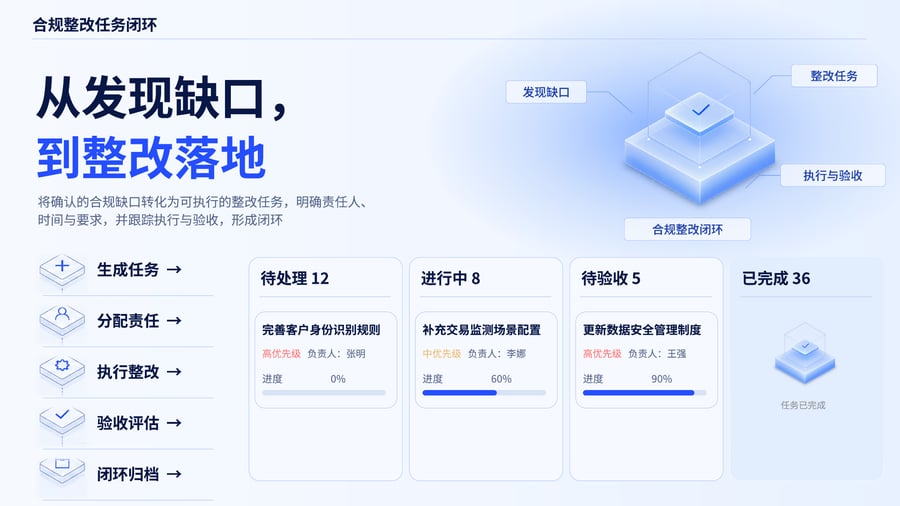 合规整改任务闭环
从发现缺口，
到整改落地
将确认的合规缺口转化为可执行的整改任务，明确责任人、
时间与要求，并跟踪执行与验收，形成闭环
发现缺口
整改任务
执行与验收
合规整改闭环
生成任务 →
分配责任 →
执行整改 →
验收评估 →
闭环归档 →
待处理 12
完善客户身份识别规则
高优先级 负责人：张明
进度 0%
进行中 8
补充交易监测场景配置
中优先级 负责人：李娜
进度 60%
待验收 5
更新数据安全管理制度
高优先级 负责人：王强
进度 90%
已完成 36
任务已完成